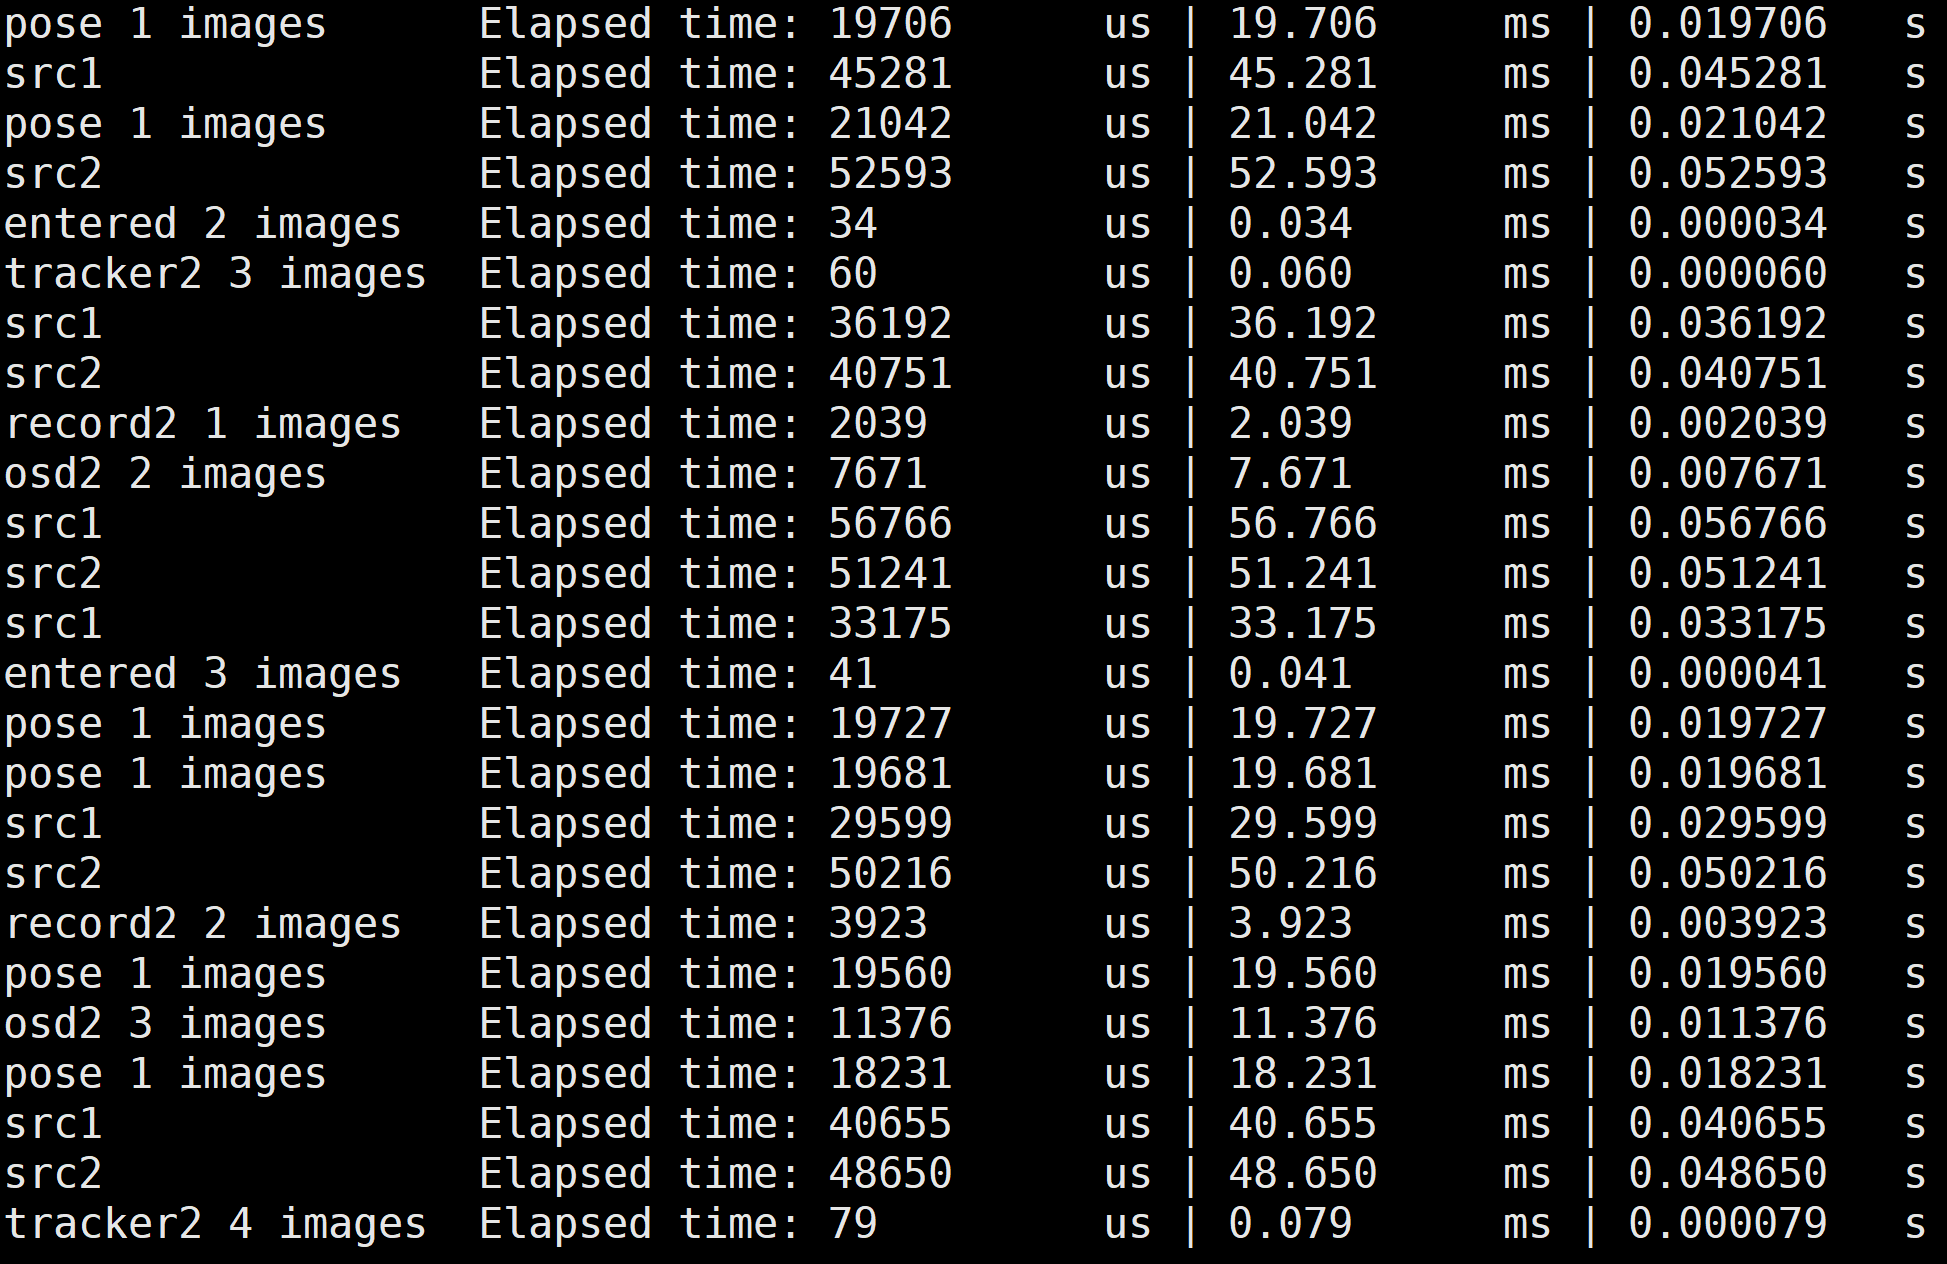 pose 1 images Elapsed time: 19706 us | 19.706 ms | 0.019706 s
src1 Elapsed time: 45281 us | 45.281 ms | 0.045281 s
pose 1 images Elapsed time: 21042 us | 21.042 ms | 0.021042 s
src2 Elapsed time: 52593 us | 52.593 ms | 0.052593 s
entered 2 images Elapsed time: 34 us | 0.034 ms | 0.000034 s
tracker2 3 images Elapsed time: 60 us | 0.060 ms | 0.000060 s
src1 Elapsed time: 36192 us | 36.192 ms | 0.036192 s
src2 Elapsed time: 40751 us | 40.751 ms | 0.040751 s
record2 1 images Elapsed time: 2039 us | 2.039 ms | 0.002039 s
osd2 2 images Elapsed time: 7671 us | 7.671 ms | 0.007671 s
src1 Elapsed time: 56766 us | 56.766 ms | 0.056766 s
src2 Elapsed time: 51241 us | 51.241 ms | 0.051241 s
src1 Elapsed time: 33175 us | 33.175 ms | 0.033175 s
entered 3 images Elapsed time: 41 us | 0.041 ms | 0.000041 s
pose 1 images Elapsed time: 19727 us | 19.727 ms | 0.019727 s
pose 1 images Elapsed time: 19681 us | 19.681 ms | 0.019681 s
src1 Elapsed time: 29599 us | 29.599 ms | 0.029599 s
src2 Elapsed time: 50216 us | 50.216 ms | 0.050216 s
record2 2 images Elapsed time: 3923 us | 3.923 ms | 0.003923 s
pose 1 images Elapsed time: 19560 us | 19.560 ms | 0.019560 s
osd2 3 images Elapsed time: 11376 us | 11.376 ms | 0.011376 s
pose 1 images Elapsed time: 18231 us | 18.231 ms | 0.018231 s
src1 Elapsed time: 40655 us | 40.655 ms | 0.040655 s
src2 Elapsed time: 48650 us | 48.650 ms | 0.048650 s
tracker2 4 images Elapsed time: 79 us | 0.079 ms | 0.000079 s